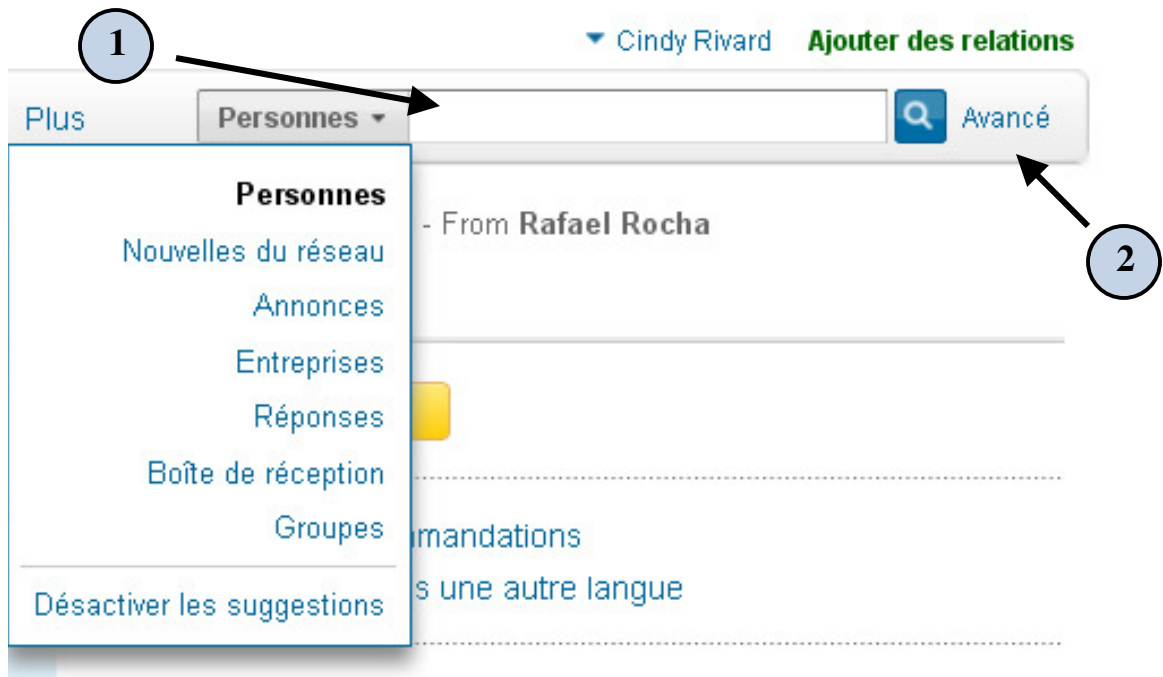 1
Cindy Rivard Ajouter des relations
Plus Personnes Avancé
Personnes
- From Rafael Rocha
2
Nouvelles du réseau
Annonces
Entreprises
Réponses
Boîte de réception
Groupes
mandations
s une autre langue
Désactiver les suggestions